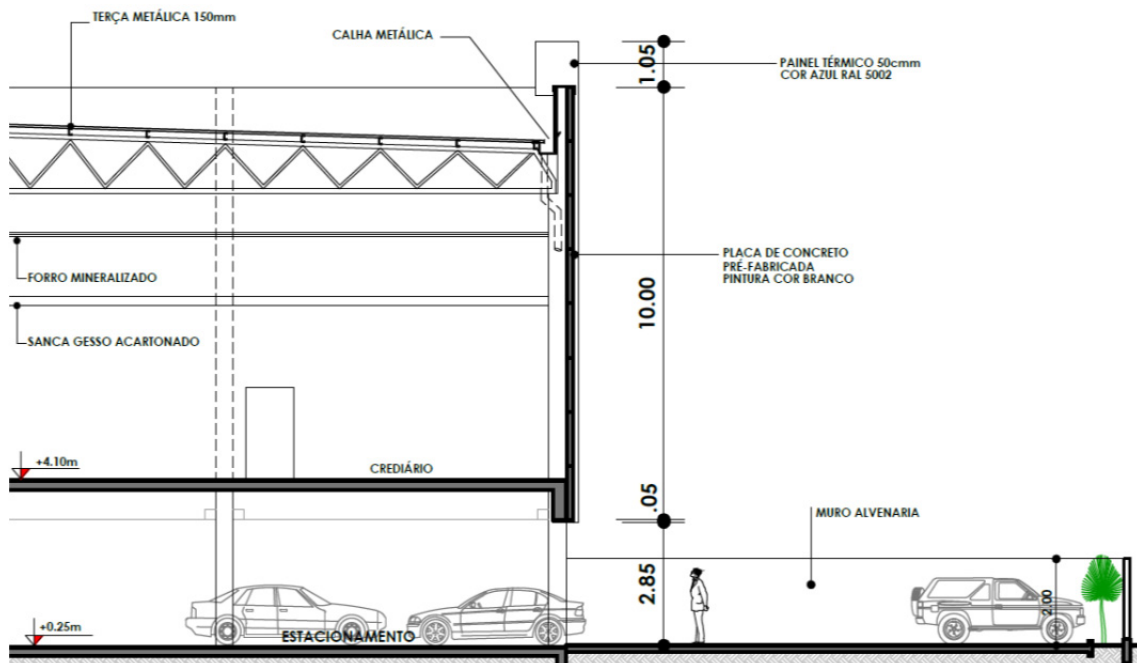 TERÇA METÁLICA 150mm
CALHA METÁLICA
1.05
PAINEL TÉRMICO 50cmm
COR AZUL RAL 5002
PLACA DE CONCRETO
PRÉ-FABRICADA
PINTURA COR BRANCO
10.00
FORRO MINERALIZADO
SANCA GESSO ACARTONADO
+4.10m
CREDIÁRIO
.05
MURO ALVENARIA
2.85
2.00
+0.25m
ESTACIONAMENTO